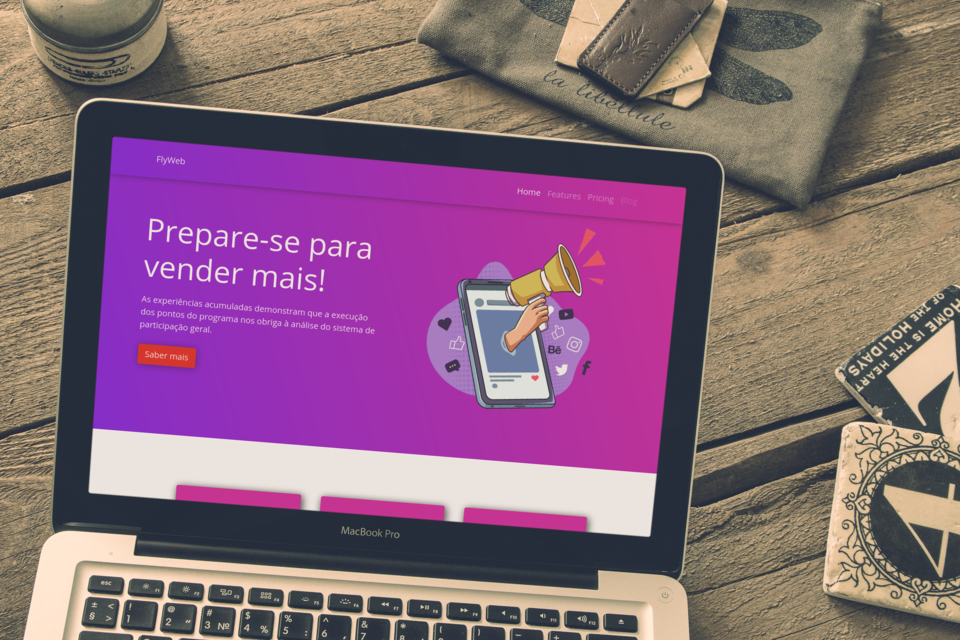 la libellule
FlyWeb
Home Features Pricing Blog
Prepare-se para
vender mais!
As experiências acumuladas demonstram que a execução
dos pontos do programa nos obriga à análise do sistema de
participação geral.
Saber mais
Bē
HOME IS THE HEART
OF THE HOLIDAYS
MacBook Pro
esc